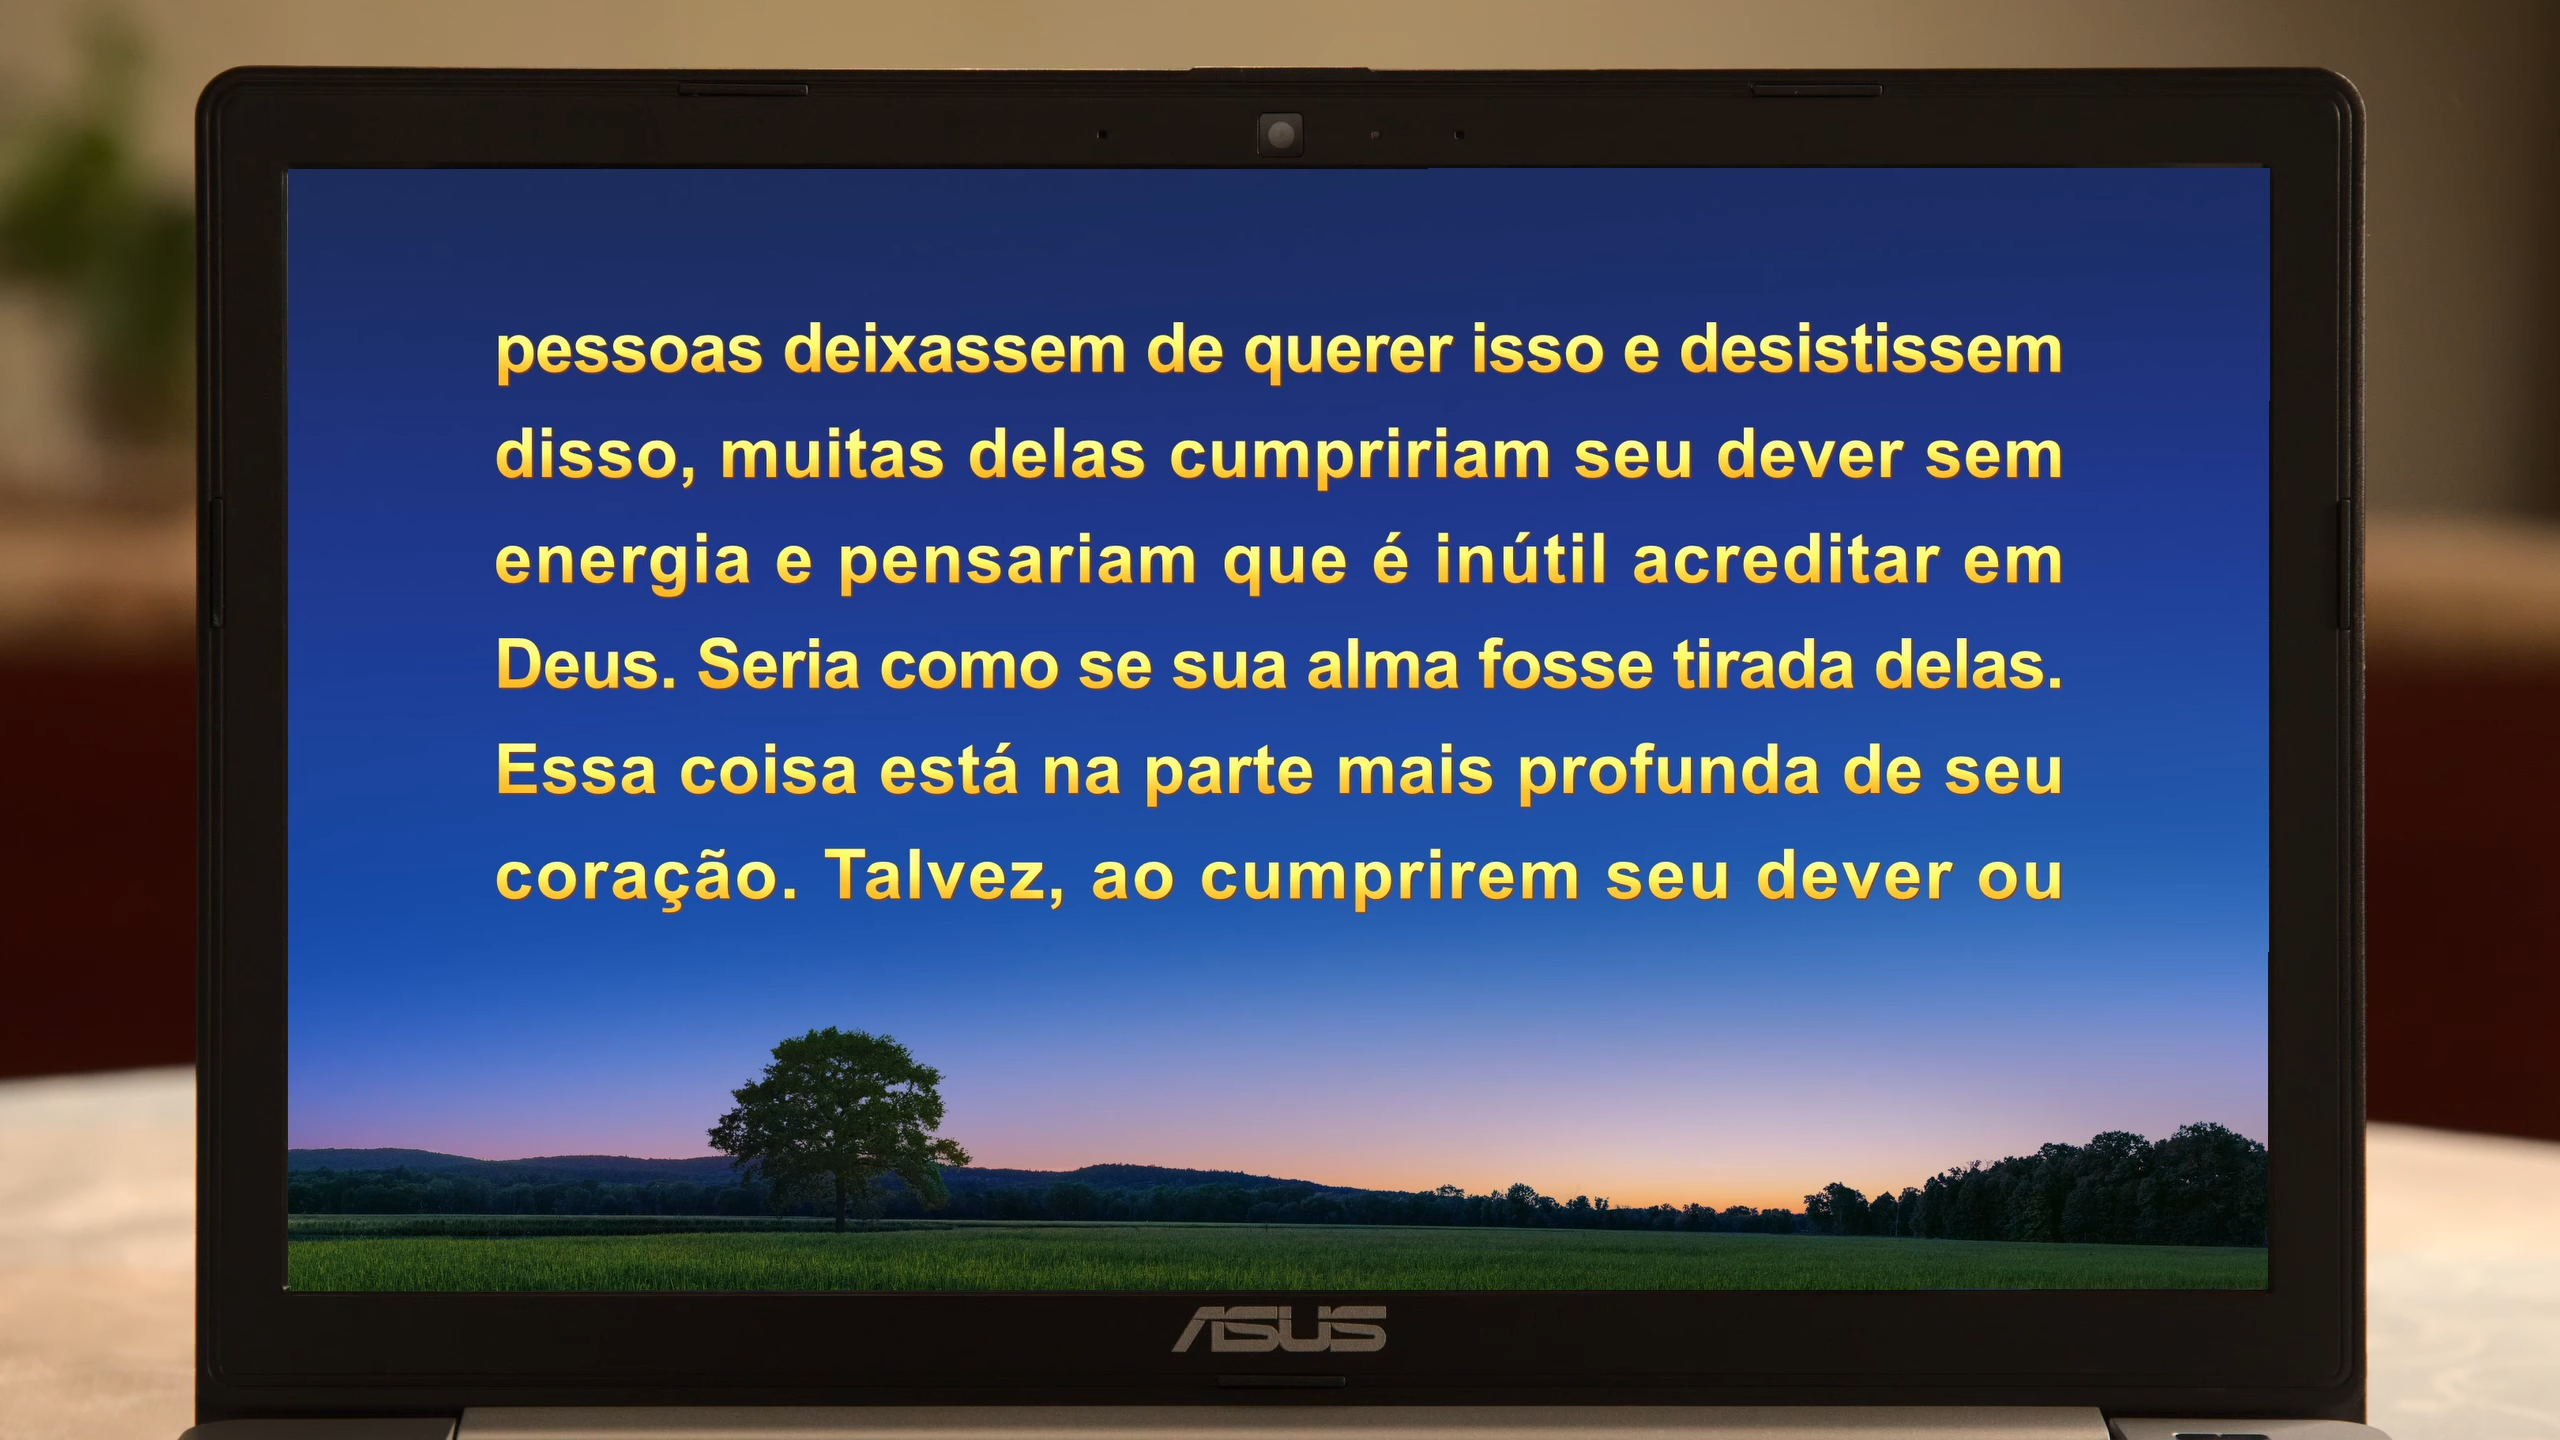 pessoas deixassem de querer isso e desistissem
disso, muitas delas cumpririam seu dever sem
energia e pensariam que é inútil acreditar em
Deus. Seria como se sua alma fosse tirada delas.
Essa coisa está na parte mais profunda de seu
coração. Talvez, ao cumprirem seu dever ou
ASUS